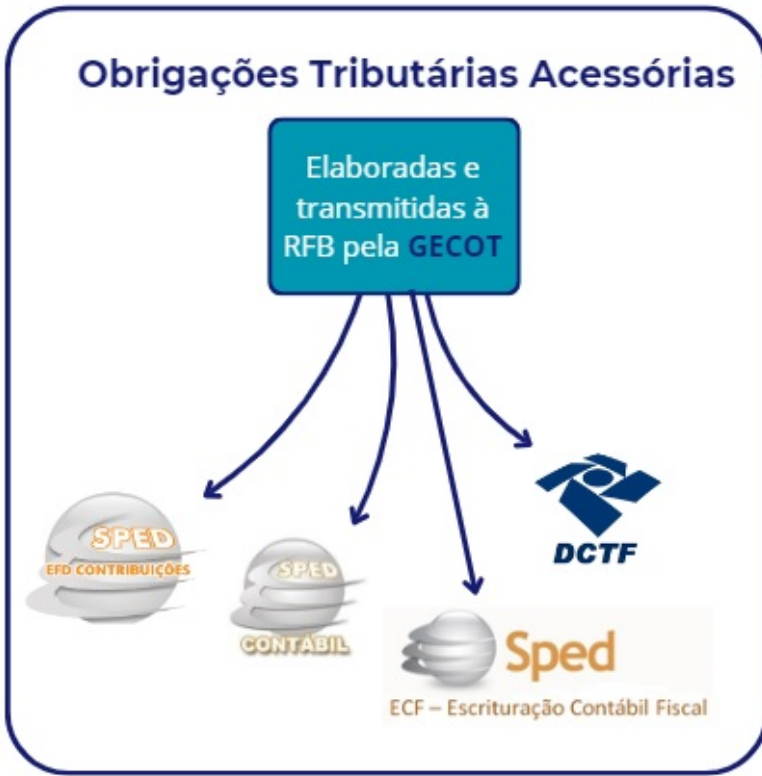 Obrigações Tributárias Acessórias
Elaboradas e
transmitidas à
RFB pela GECOT
SPED
EFD CONTRIBUIÇÕES
SPED
CONTÁBIL
Sped
ECF – Escrituração Contábil Fiscal
DCTF